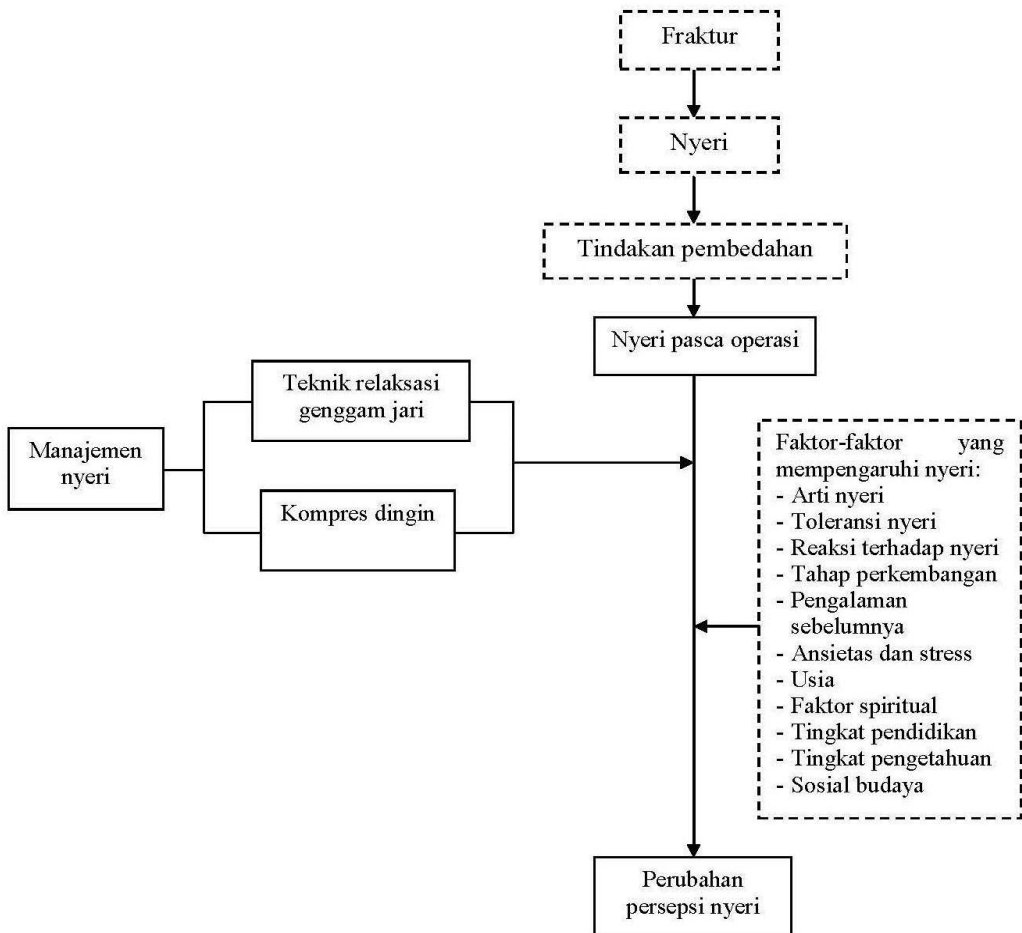 Fraktur
Nyeri
Tindakan pembedahan
Nyeri pasca operasi
Teknik relaksasi
genggam jari
Manajemen
nyeri
Kompres dingin
Faktor-faktor yang
mempengaruhi nyeri:
- Arti nyeri
- Toleransi nyeri
- Reaksi terhadap nyeri
- Tahap perkembangan
- Pengalaman
sebelumnya
- Ansietas dan stress
- Usia
- Faktor spiritual
- Tingkat pendidikan
- Tingkat pengetahuan
- Sosial budaya
Perubahan
persepsi nyeri